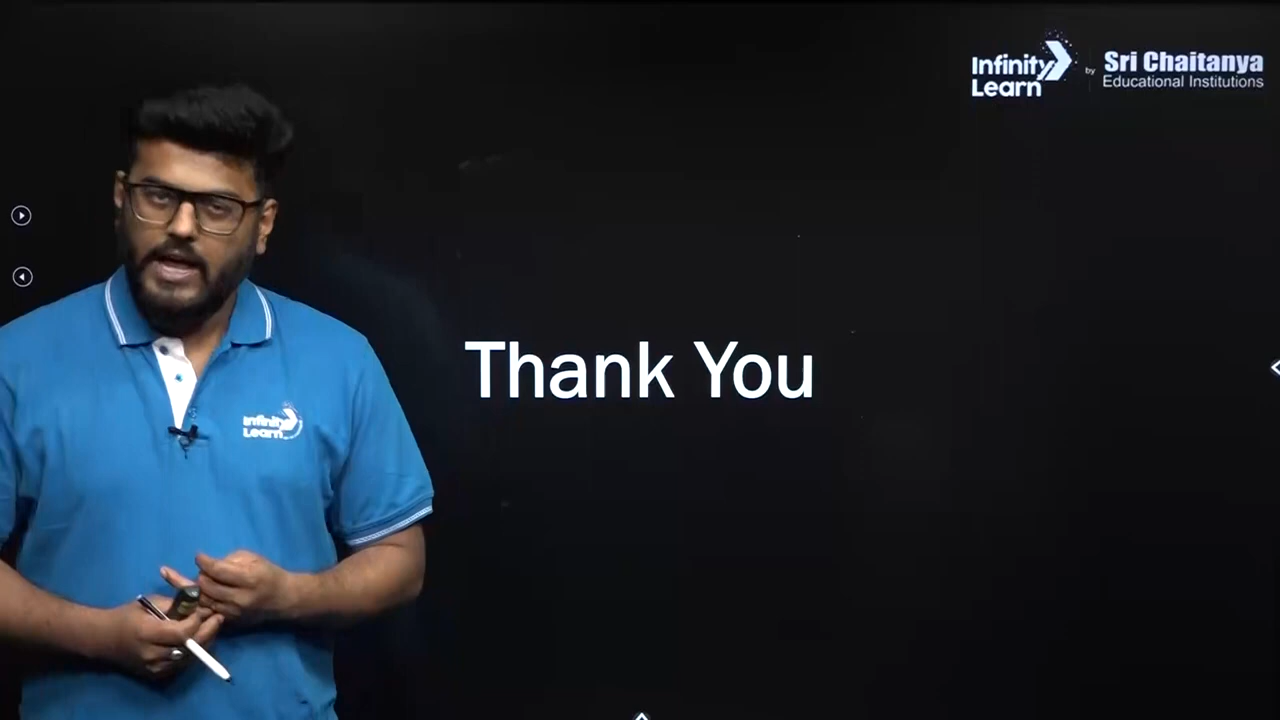 Infinity
Learn
by
Sri Chaitanya
Educational Institutions
Thank You
Infinity
Learn